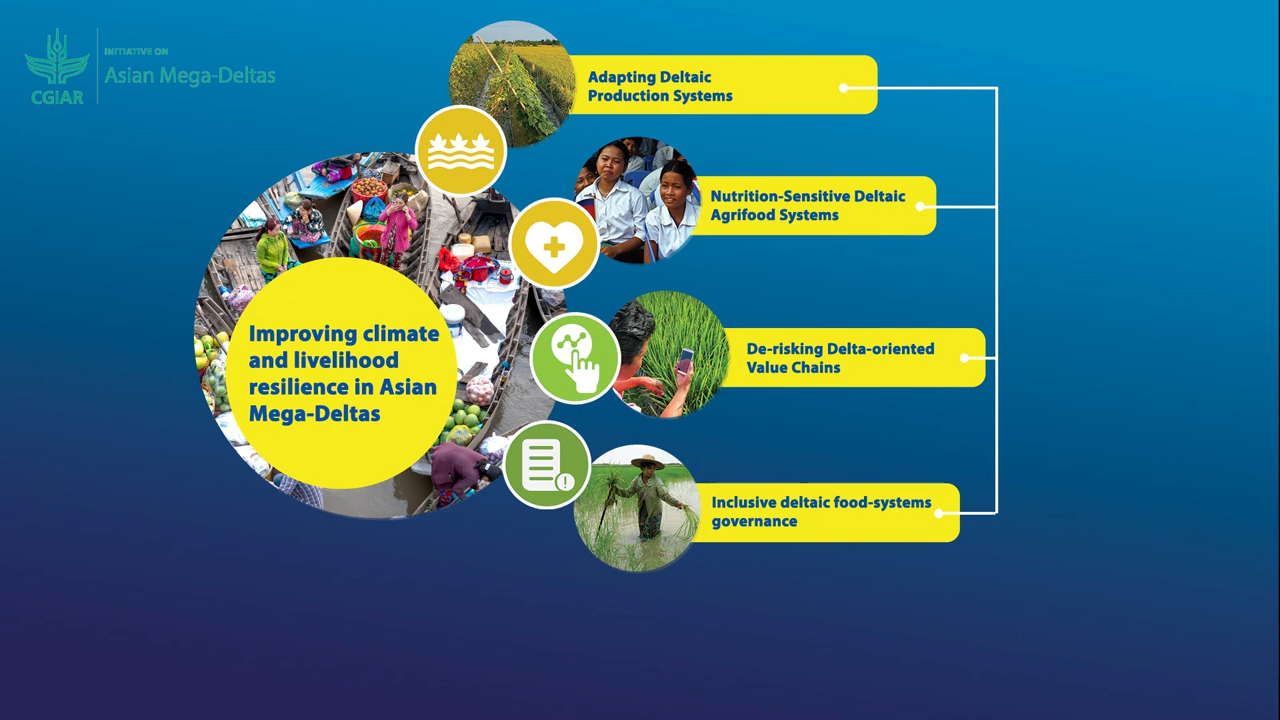 INITIATIVE ON
Asian Mega-Deltas
CGIAR
Adapting Deltaic
Production Systems
Nutrition-Sensitive Deltaic
Agrifood Systems
Improving climate
and livelihood
resilience in Asian
Mega-Deltas
De-risking Delta-oriented
Value Chains
Inclusive deltaic food-systems
governance